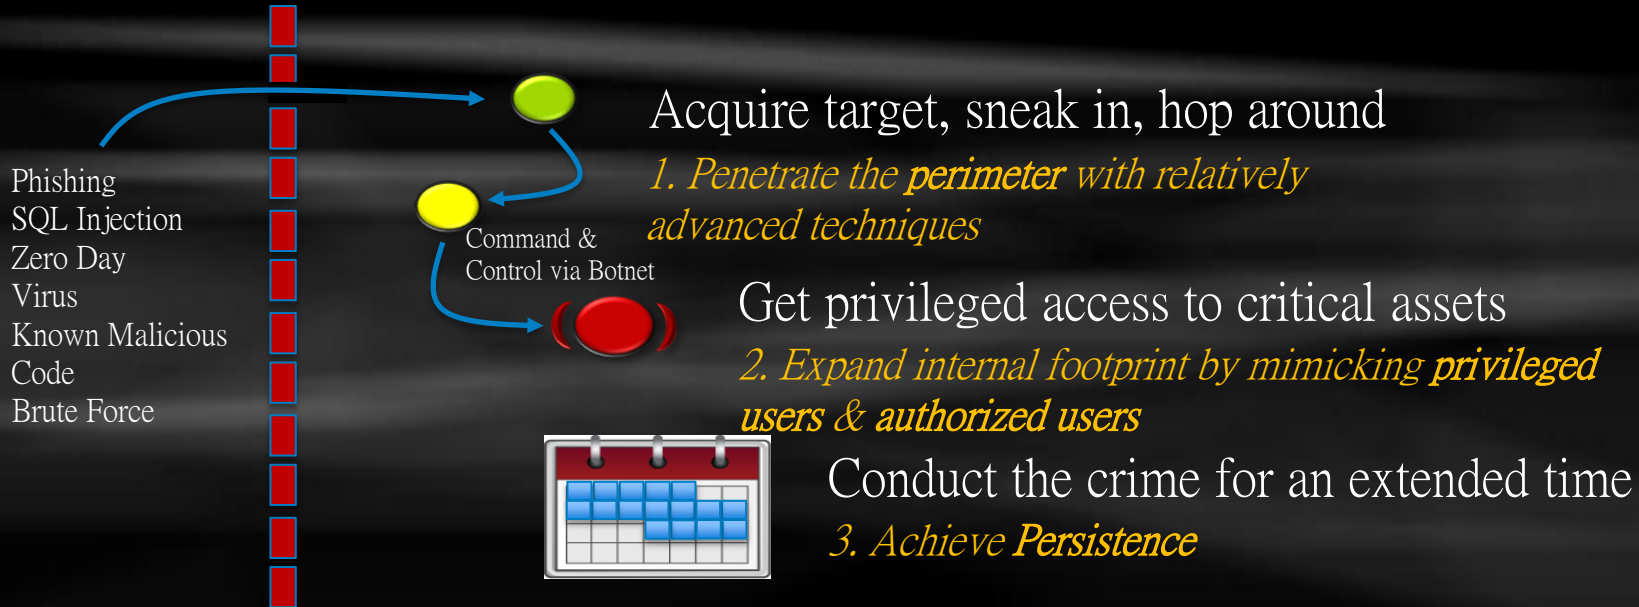 Phishing
SQL Injection
Zero Day
Virus
Known Malicious
Code
Brute Force
Command &
Control via Botnet
Acquire target, sneak in, hop around
1. Penetrate the perimeter with relatively
advanced techniques
Get privileged access to critical assets
2. Expand internal footprint by mimicking privileged
users & authorized users
Conduct the crime for an extended time
3. Achieve Persistence